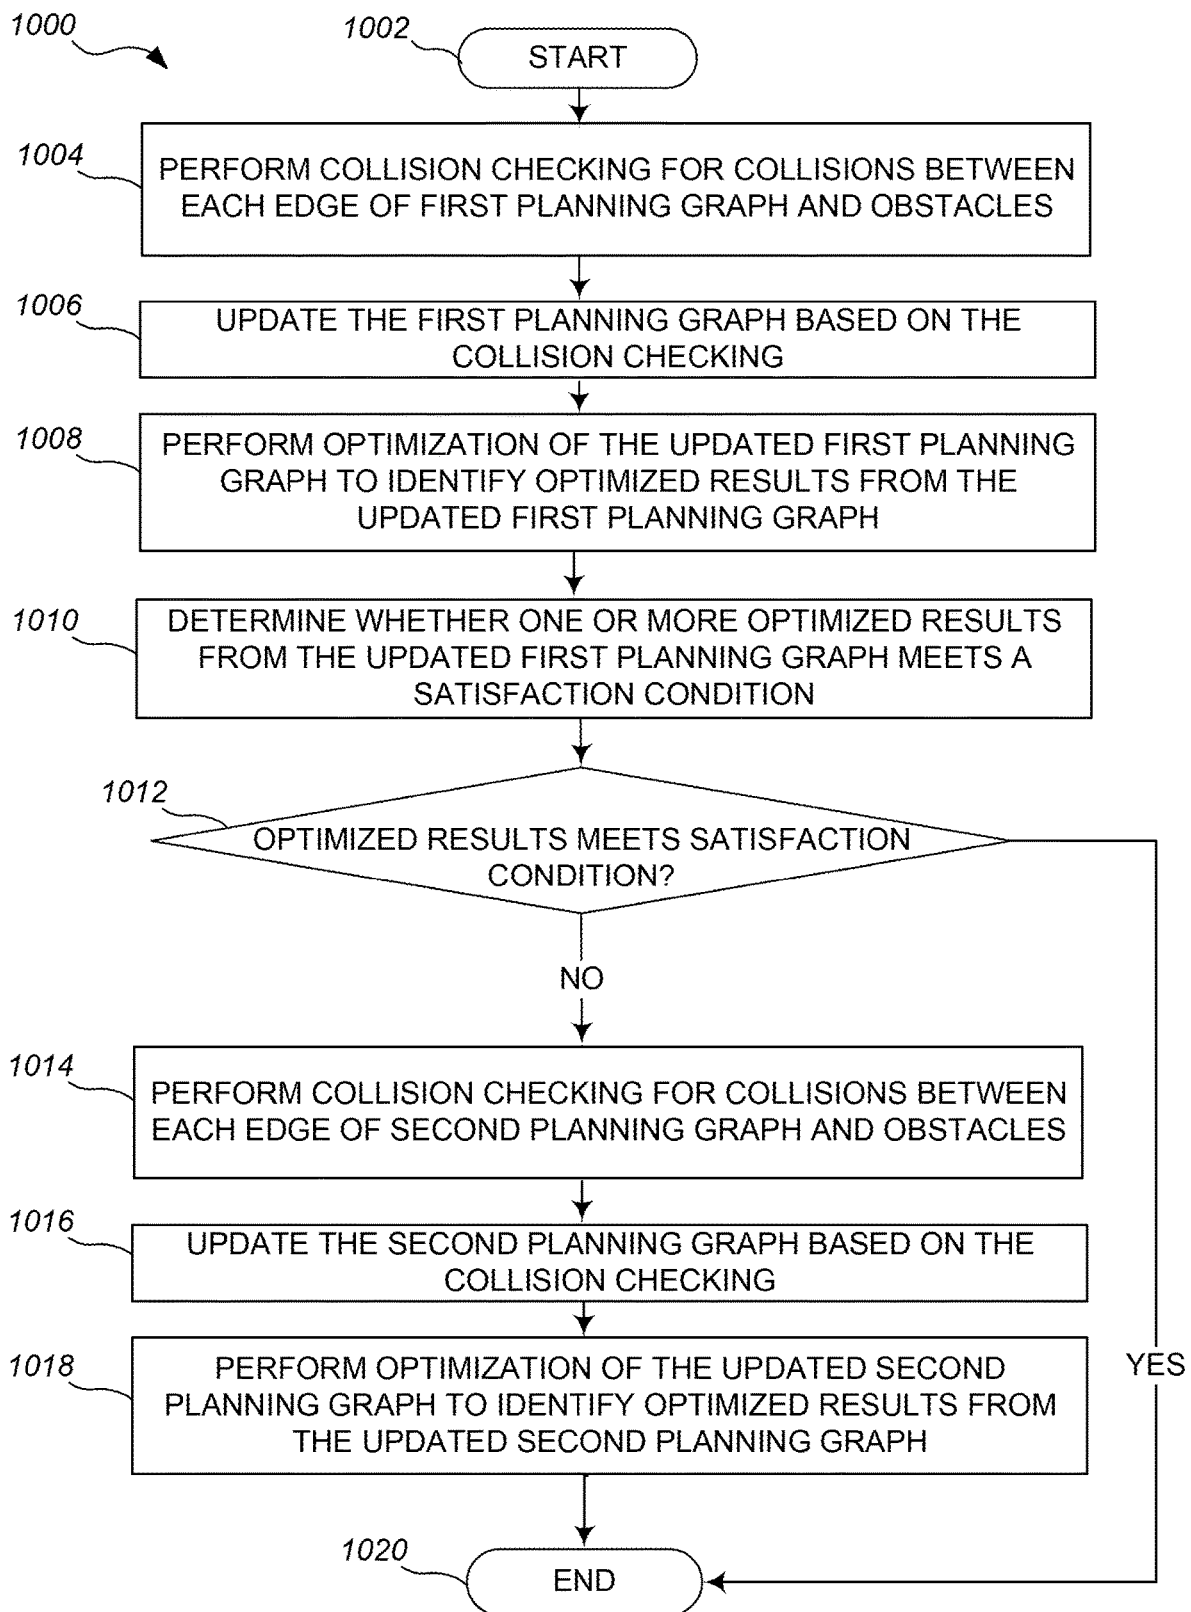 1000
1002
START
1004
PERFORM COLLISION CHECKING FOR COLLISIONS BETWEEN
EACH EDGE OF FIRST PLANNING GRAPH AND OBSTACLES
1006
UPDATE THE FIRST PLANNING GRAPH BASED ON THE
COLLISION CHECKING
1008
PERFORM OPTIMIZATION OF THE UPDATED FIRST PLANNING
GRAPH TO IDENTIFY OPTIMIZED RESULTS FROM THE
UPDATED FIRST PLANNING GRAPH
1010
DETERMINE WHETHER ONE OR MORE OPTIMIZED RESULTS
FROM THE UPDATED FIRST PLANNING GRAPH MEETS A
SATISFACTION CONDITION
1012
OPTIMIZED RESULTS MEETS SATISFACTION
CONDITION?
NO
1014
PERFORM COLLISION CHECKING FOR COLLISIONS BETWEEN
EACH EDGE OF SECOND PLANNING GRAPH AND OBSTACLES
1016
UPDATE THE SECOND PLANNING GRAPH BASED ON THE
COLLISION CHECKING
1018
PERFORM OPTIMIZATION OF THE UPDATED SECOND
PLANNING GRAPH TO IDENTIFY OPTIMIZED RESULTS FROM
THE UPDATED SECOND PLANNING GRAPH
YES
1020
END